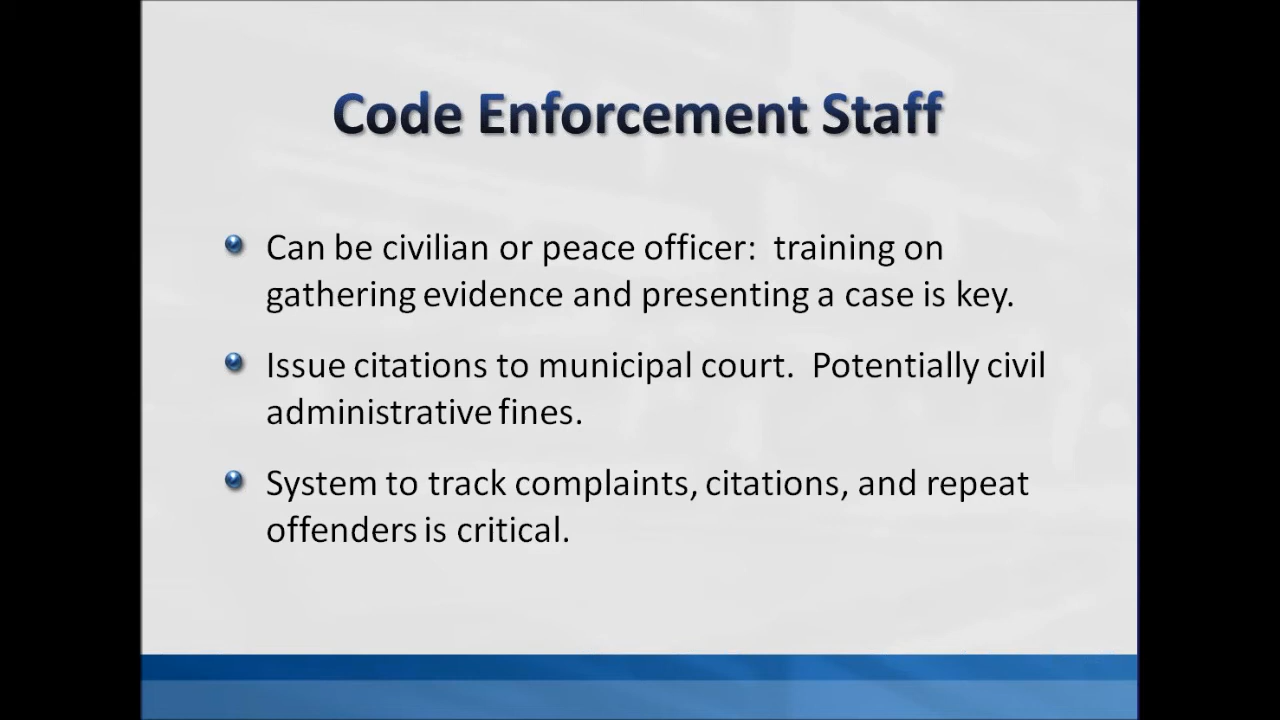 Code Enforcement Staff
Can be civilian or peace officer:  training on
gathering evidence and presenting a case is key.
Issue citations to municipal court.  Potentially civil
administrative fines.
System to track complaints, citations, and repeat
offenders is critical.